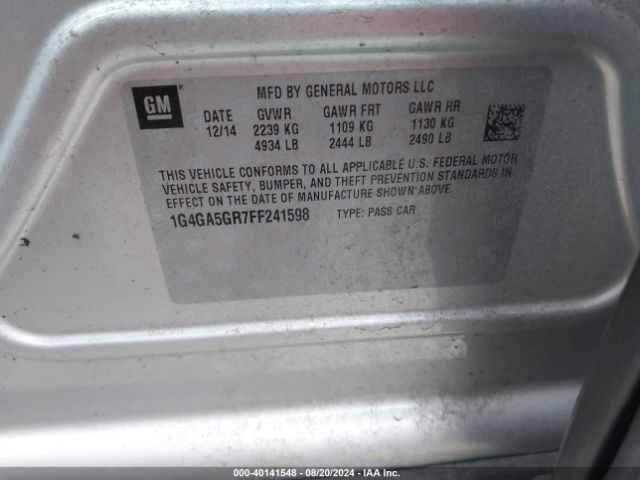 GM
MFD BY GENERAL MOTORS LLC
DATE GVWR GAWR FRT GAWR RR
12/14 2239 KG 1109 KG 1130 KG
4934 LB 2444 LB 2490 LB
THIS VEHICLE CONFORMS TO ALL APPLICABLE U.S. FEDERAL MOTOR
VEHICLE SAFETY, BUMPER, AND THEFT PREVENTION STANDARDS IN
EFFECT ON THE DATE OF MANUFACTURE SHOWN ABOVE.
1G4GA5GR7FF241598 TYPE: PASS CAR
000-40141548 - 08/20/2024 - IAA Inc.